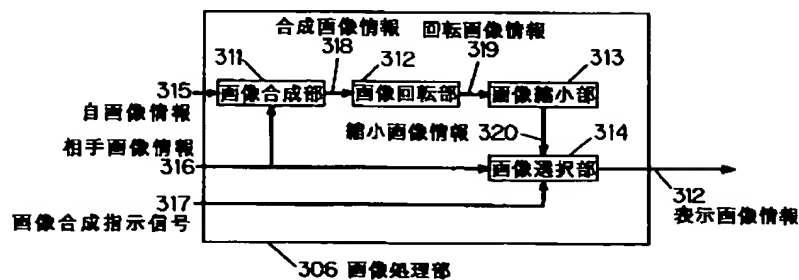 合成画像情報 回転画像情報
311 318 312 319 313
315 画像合成部 画像回転部 画像縮小部
自画像情報
縮小画像情報 320 314
相手画像情報
316 画像選択部
317 312
画像合成指示信号 表示画像情報
306 画像処理部